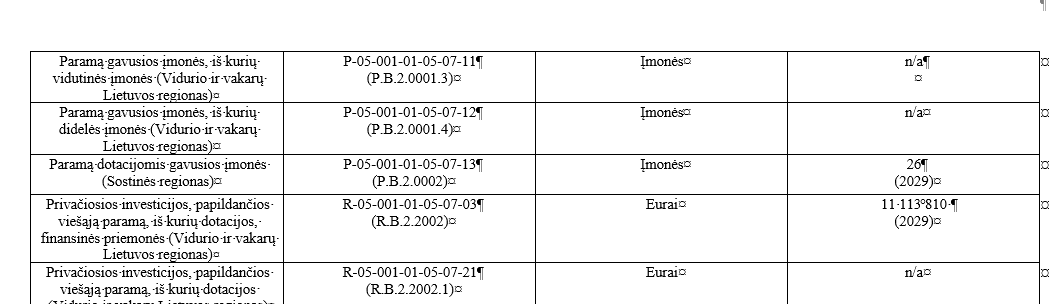 Paramą gavusios įmonės, iš kurių
vidutinės įmonės (Vidurio ir vakarų
Lietuvos regionas)
P-05-001-01-05-07-11
(P.B.2.0001.3)
Įmonės
n/a
Paramą gavusios įmonės, iš kurių
didelės įmonės (Vidurio ir vakarų
Lietuvos regionas)
P-05-001-01-05-07-12
(P.B.2.0001.4)
Įmonės
n/a
Paramą dotacijomis gavusios įmonės
(Sostinės regionas)
P-05-001-01-05-07-13
(P.B.2.0002)
Įmonės
26
(2029)
Privačiosios investicijos, papildančios
viešąją paramą, iš kurių dotacijos,
finansinės priemonės (Vidurio ir vakarų
Lietuvos regionas)
R-05-001-01-05-07-03
(R.B.2.2002)
Eurai
11 113 810
(2029)
Privačiosios investicijos, papildančios
viešąją paramą, iš kurių dotacijos
(Vidurio ir vakarų Lietuvos regionas)
R-05-001-01-05-07-21
(R.B.2.2002.1)
Eurai
n/a